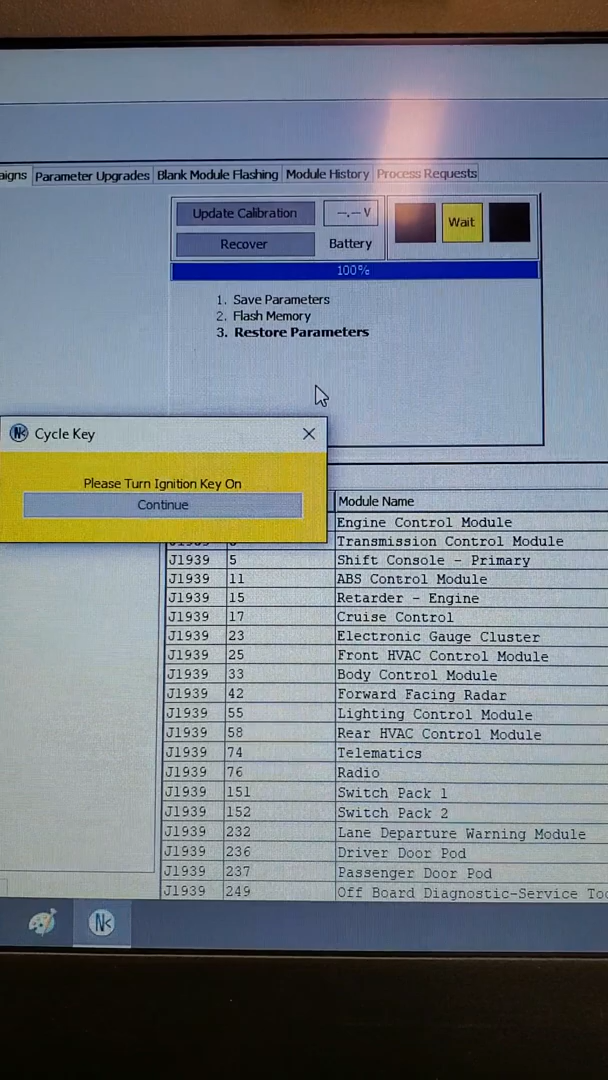 aigns Parameter Upgrades Blank Module Flashing Module History Process Requests
Update Calibration --.-- V Wait
Recover Battery
100%
1. Save Parameters
2. Flash Memory
3. Restore Parameters
Cycle Key
Please Turn Ignition Key On
Continue
Module Name
Engine Control Module
Transmission Control Module
J1939 5 Shift Console - Primary
J1939 11 ABS Control Module
J1939 15 Retarder - Engine
J1939 17 Cruise Control
J1939 23 Electronic Gauge Cluster
J1939 25 Front HVAC Control Module
J1939 33 Body Control Module
J1939 42 Forward Facing Radar
J1939 55 Lighting Control Module
J1939 58 Rear HVAC Control Module
J1939 74 Telematics
J1939 76 Radio
J1939 151 Switch Pack 1
J1939 152 Switch Pack 2
J1939 232 Lane Departure Warning Module
J1939 236 Driver Door Pod
J1939 237 Passenger Door Pod
J1939 249 Off Board Diagnostic-Service Too